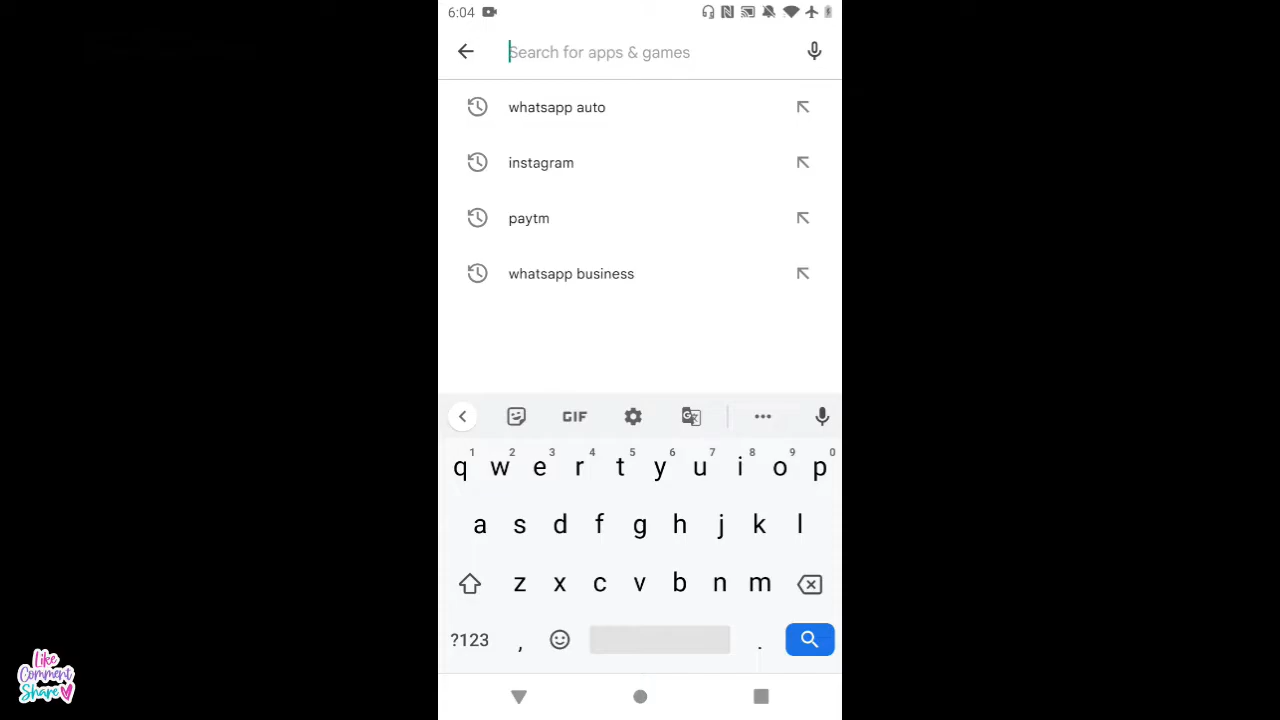 6:04
Search for apps & games
whatsapp auto
instagram
paytm
whatsapp business
GIF
1 2 3 4 5 6 7 8 9 0
q w e r t y u i o p
a s d f g h j k l
z x c v b n m
?123 , .
Like
Comment
Share